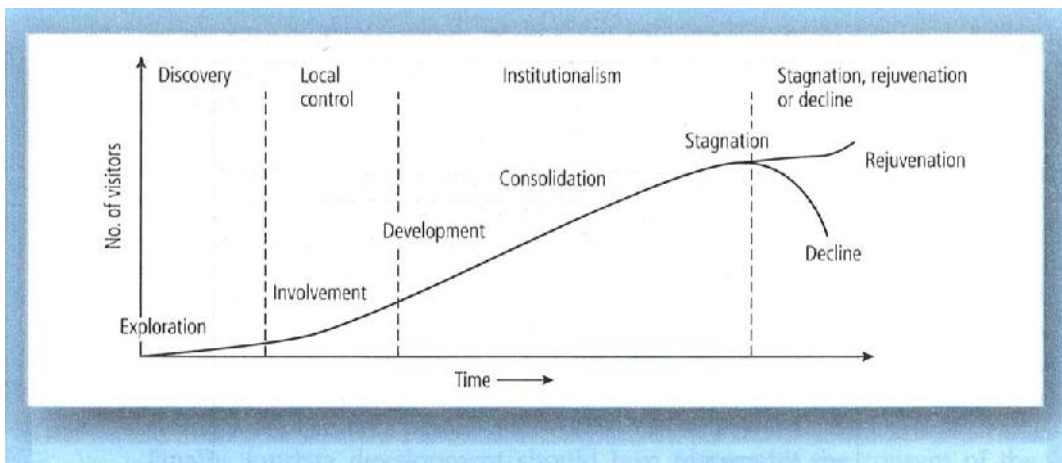 Discovery
Local
control
Institutionalism
Stagnation, rejuvenation
or decline
No. of visitors
Exploration
Involvement
Development
Consolidation
Stagnation
Rejuvenation
Decline
Time